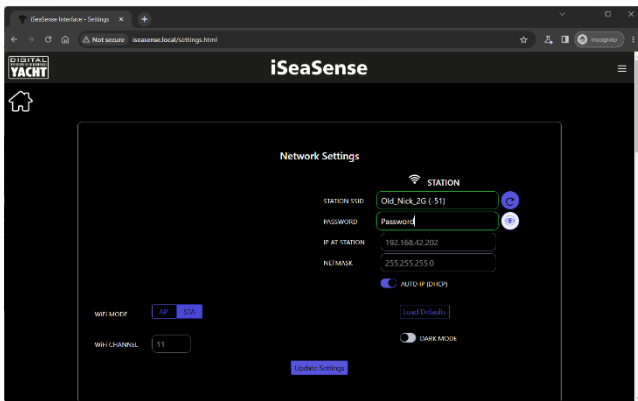 iSeaSense Interface - Settings
Not secure iseasense.local/settings.html
Incognito
DIGITAL
YACHT
iSeaSense
Network Settings
STATION
STATION SSID Old_Nick_2G (-51)
PASSWORD Password
IP AT STATION 192.168.42.202
NETMASK 255.255.255.0
AUTO IP (DHCP)
WiFi MODE AP STA Load Defaults
DARK MODE
WiFi CHANNEL 11
Update Settings